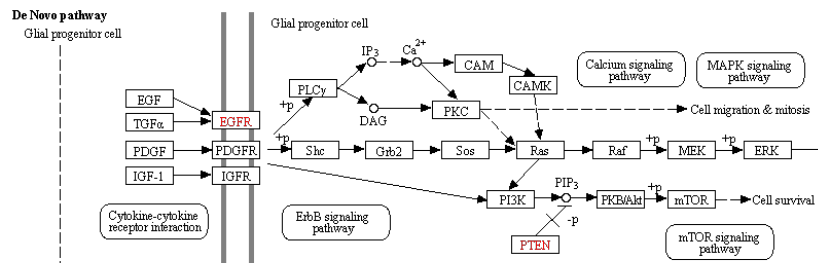 De Novo pathway
Glial progenitor cell
Glial progenitor cell
IP3
Ca2+
CAM
CAMK
Calcium signaling
pathway
MAPK signaling
pathway
EGF
TGFα
EGFR
+p
PLCγ
DAG
PKC
Cell migration & mitosis
PDGF
PDGFR
+p
Shc
Grb2
Sos
Ras
Raf
+p
MEK
+p
ERK
IGF-1
IGFR
PI3K
PIP3
PKB/Akt
+p
mTOR
Cell survival
-p
PTEN
Cytokine-cytokine
receptor interaction
ErbB signaling
pathway
mTOR signaling
pathway